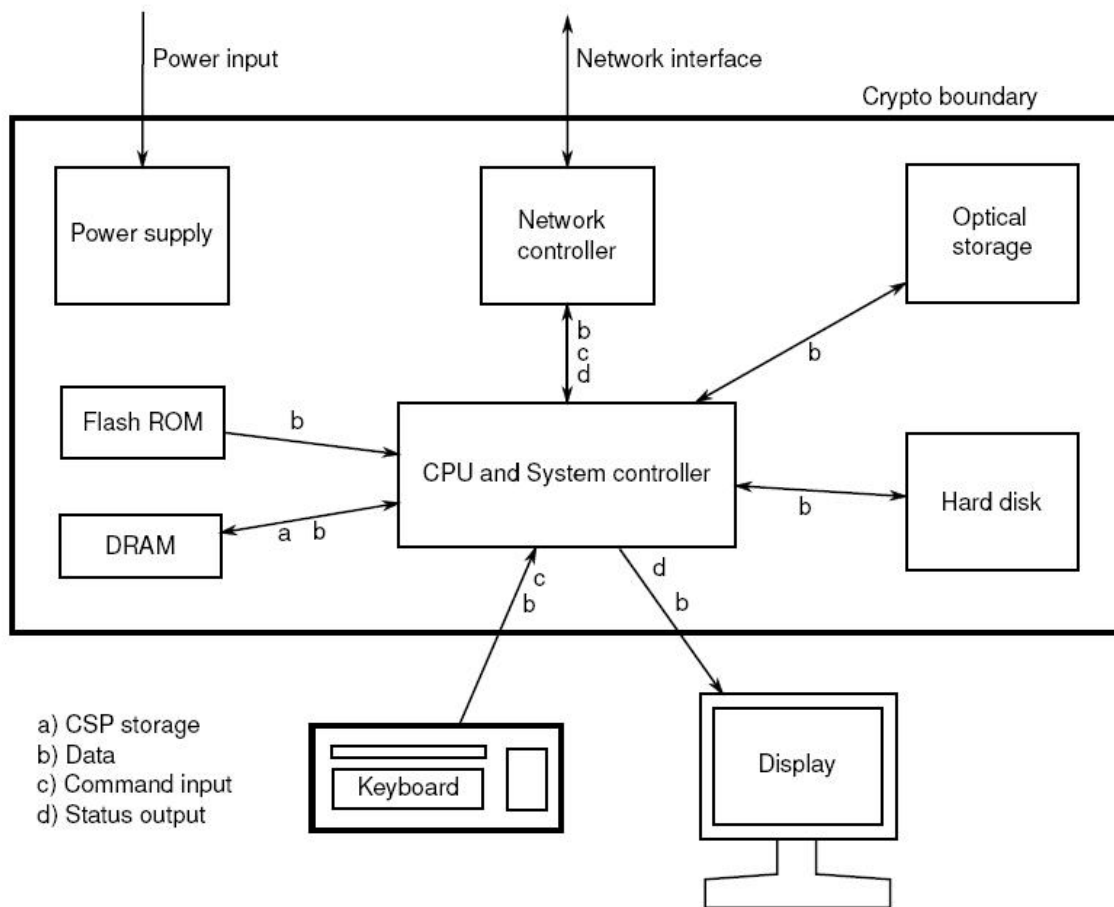 Power input
Network interface
Crypto boundary
Power supply
Network
controller
Optical
storage
b
c
d
b
Flash ROM
b
CPU and System controller
b
Hard disk
DRAM
a b
c
b
d
b
a) CSP storage
b) Data
c) Command input
d) Status output
Keyboard
Display